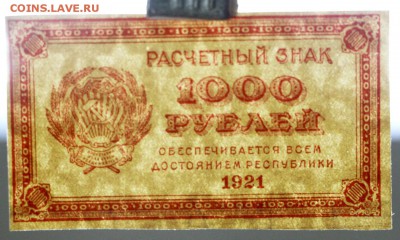 COINS.LAVE.RU
РАСЧЕТНЫЙ ЗНАК
1000
РУБЛЕЙ
ОБЕСПЕЧИВАЕТСЯ ВСЕМ
ДОСТОЯНИЕМ РЕСПУБЛИКИ
1921